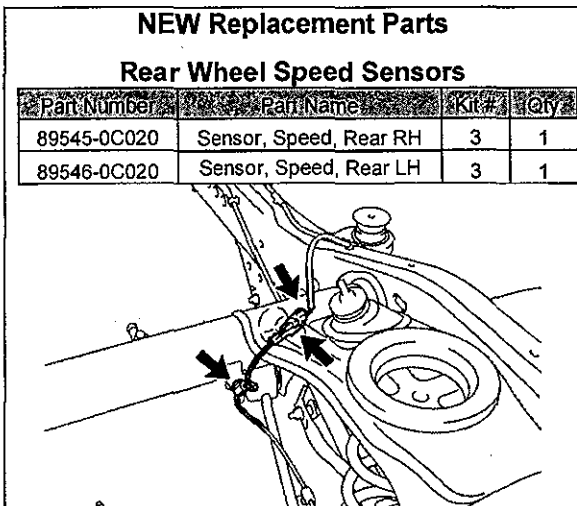 NEW Replacement Parts
Rear Wheel Speed Sensors
Part Number Part Name Kit # Qty
89545-0C020 Sensor, Speed, Rear RH 3 1
89546-0C020 Sensor, Speed, Rear LH 3 1